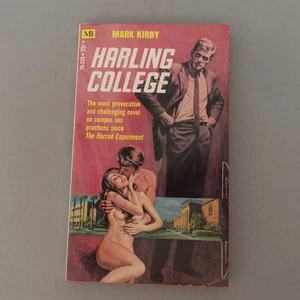 MB
MARK KIRBY
HARLING
COLLEGE
The most provocative
and challenging novel
on campus sex
practices since
The Harrad Experiment